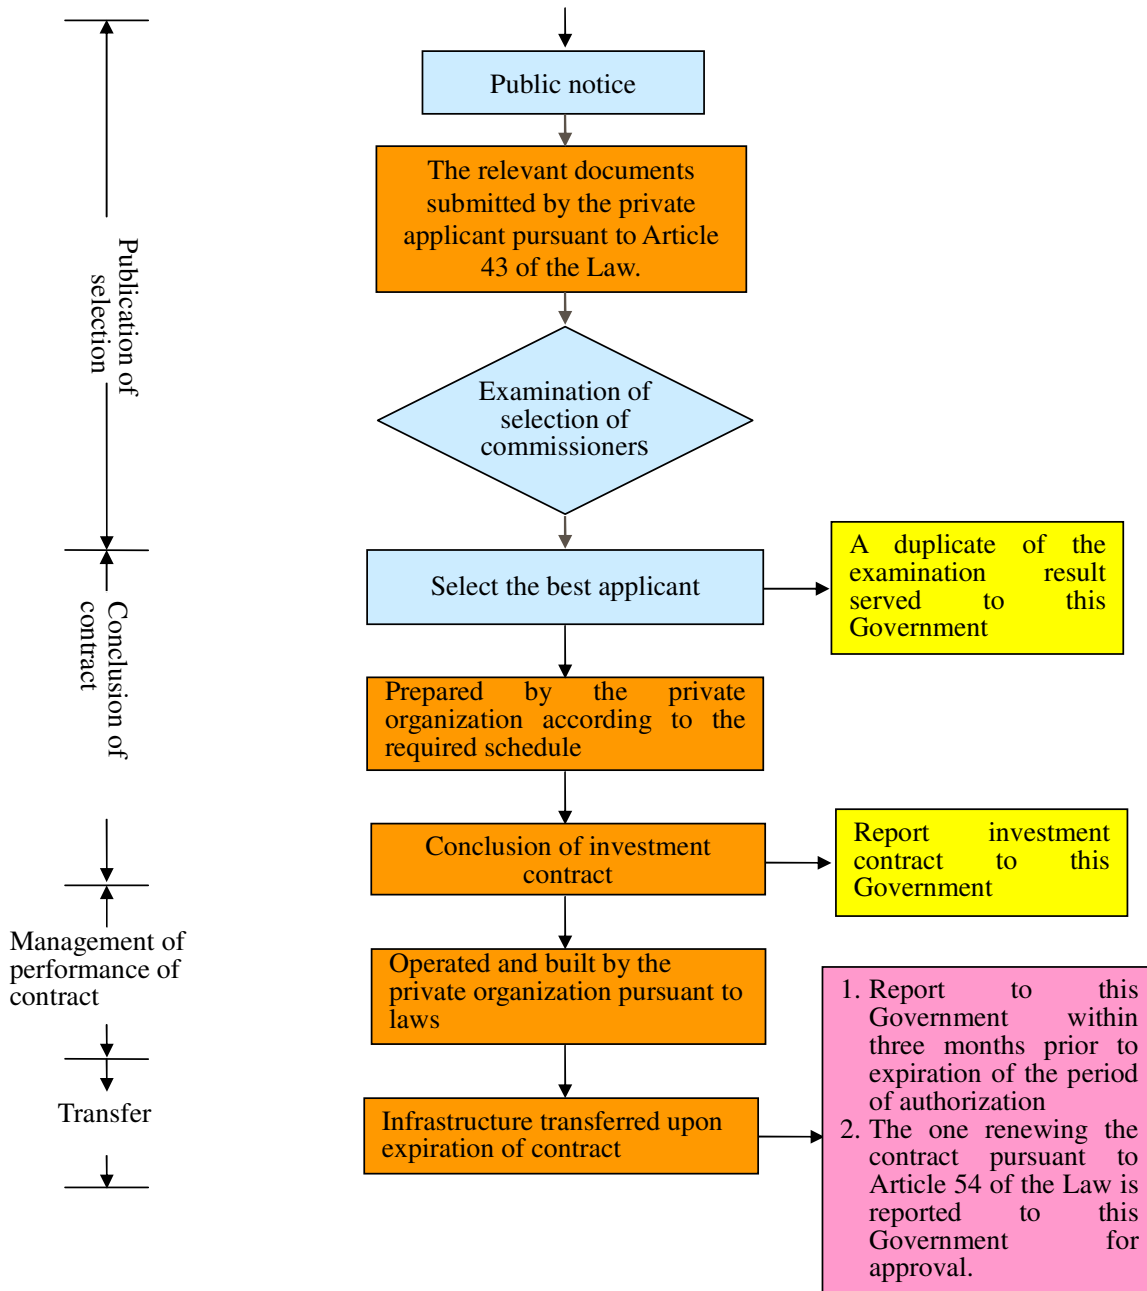 Public notice
The relevant documents
submitted by the private
applicant pursuant to Article
43 of the Law.
Publication of
selection
Examination of
selection of
commissioners
Select the best applicant
A duplicate of the
examination result
served to this
Government
Conclusion of
contract
Prepared by the private
organization according to the
required schedule
Conclusion of investment
contract
Report investment
contract to this
Government
Management of
performance of
contract
Operated and built by the
private organization pursuant to
laws
Transfer
Infrastructure transferred upon
expiration of contract
1. Report to this
Government within
three months prior to
expiration of the period
of authorization
2. The one renewing the
contract pursuant to
Article 54 of the Law is
reported to this
Government for
approval.